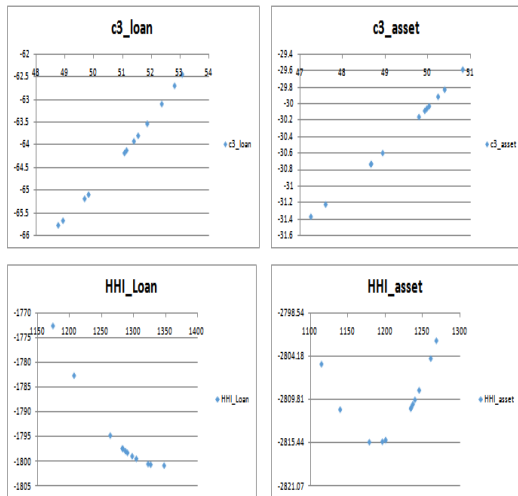 c3_loan
-62
48 49 50 51 52 53 54
-62.5
-63
-63.5
-64
-64.5
-65
-65.5
-66
c3_loan
c3_asset
-29.4
47 48 49 50 51
-29.6
-29.8
-30
-30.2
-30.4
-30.6
-30.8
-31
-31.2
-31.4
-31.6
c3_asset
HHI_Loan
-1770
1150 1200 1250 1300 1350 1400
-1775
-1780
-1785
-1790
-1795
-1800
-1805
HHI_Loan
HHI_asset
-2798.54
1100 1150 1200 1250 1300
-2804.18
-2809.81
-2815.44
-2821.07
HHI_asset